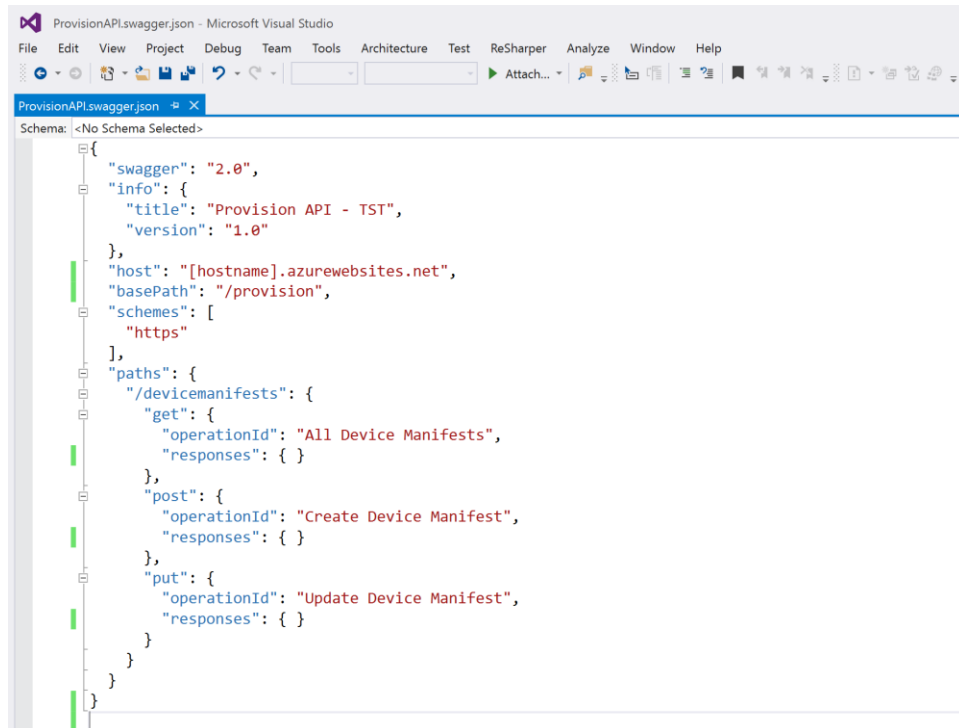 ProvisionAPI.swagger.json - Microsoft Visual Studio
File Edit View Project Debug Team Tools Architecture Test ReSharper Analyze Window Help
Attach...
ProvisionAPI.swagger.json
Schema: <No Schema Selected>
{
"swagger": "2.0",
"info": {
"title": "Provision API - TST",
"version": "1.0"
},
"host": "[hostname].azurewebsites.net",
"basePath": "/provision",
"schemes": [
"https"
],
"paths": {
"/devicemanifests": {
"get": {
"operationId": "All Device Manifests",
"responses": { }
},
"post": {
"operationId": "Create Device Manifest",
"responses": { }
},
"put": {
"operationId": "Update Device Manifest",
"responses": { }
}
}
}
}